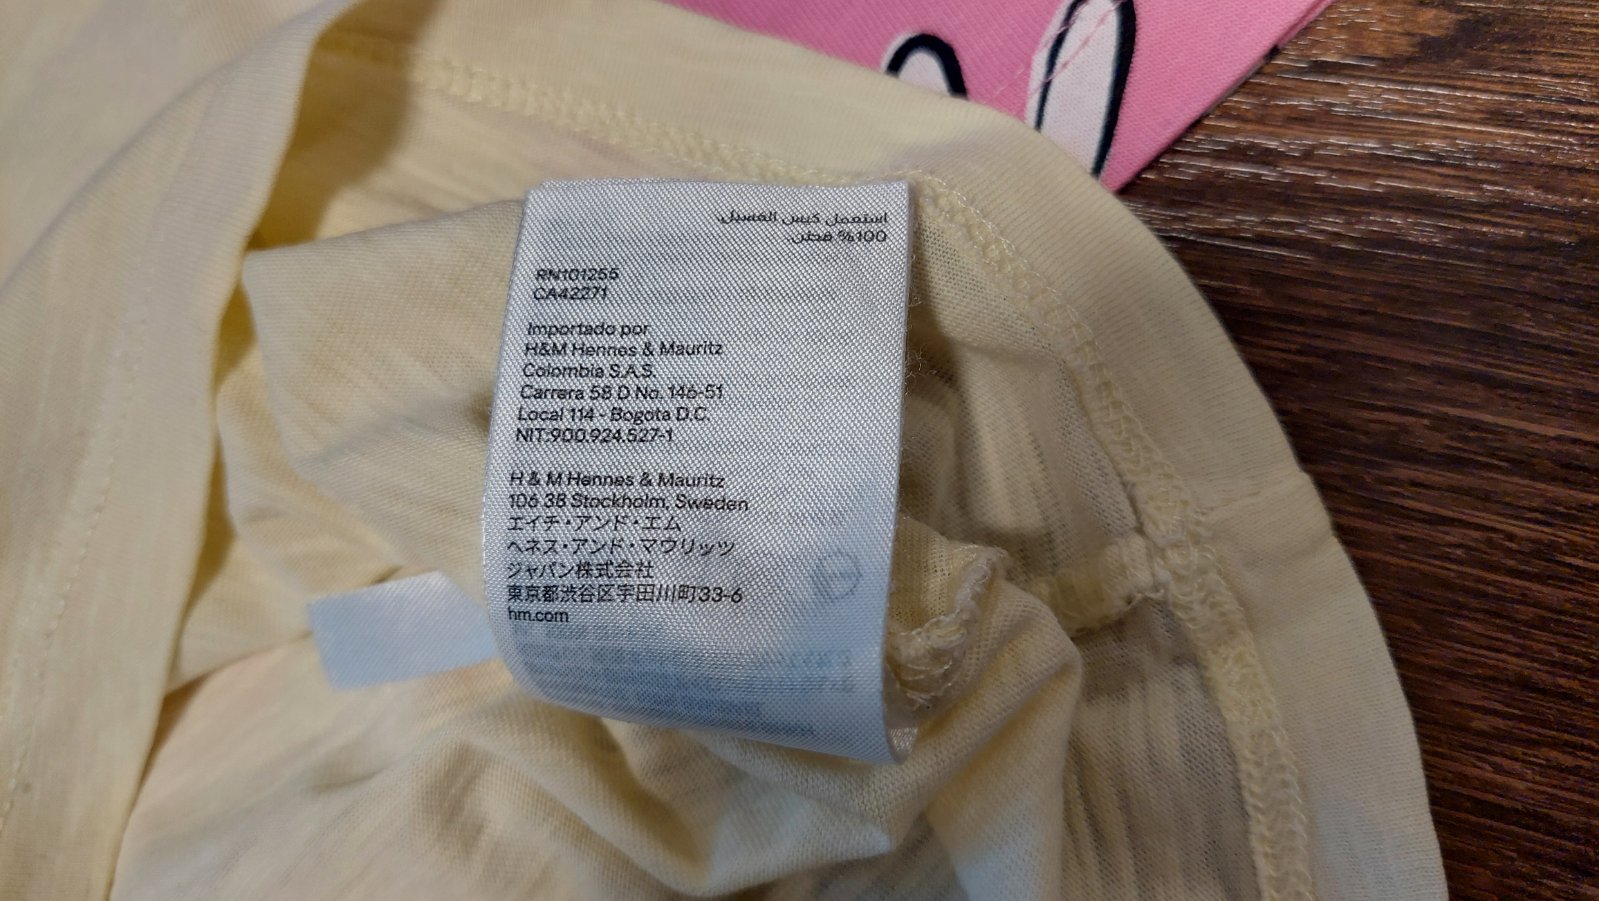 استعمل كيس الغسيل.
100% قطن.
RN101255
CA42271
Importado por
H&M Hennes & Mauritz
Colombia S.A.S.
Carrera 58 D No. 146-51
Local 114 - Bogota D.C.
NIT:900.924.527-1
H & M Hennes & Mauritz
106 38 Stockholm, Sweden
エイチ・アンド・エム
ヘネス・アンド・マウリッツ
ジャパン株式会社
東京都渋谷区宇田川町33-6
hm.com